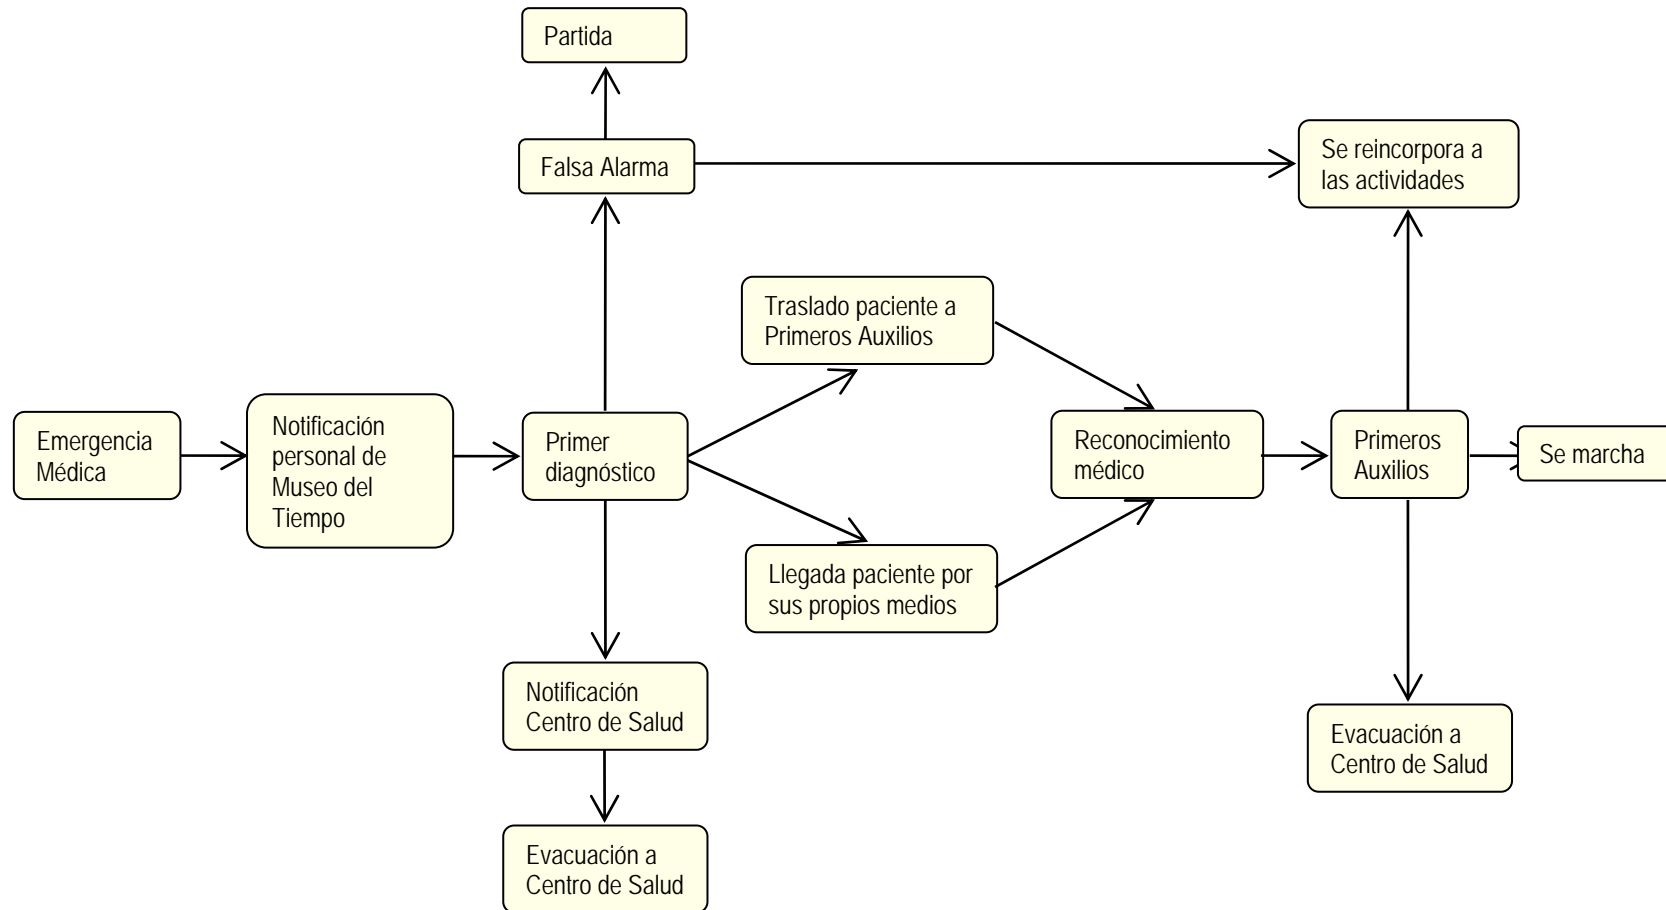 Partida
Falsa Alarma
Se reincorpora a
las actividades
Traslado paciente a
Primeros Auxilios
Emergencia
Médica
Notificación
personal de
Museo del
Tiempo
Primer
diagnóstico
Reconocimiento
médico
Primeros
Auxilios
Se marcha
Llegada paciente por
sus propios medios
Notificación
Centro de Salud
Evacuación a
Centro de Salud
Evacuación a
Centro de Salud